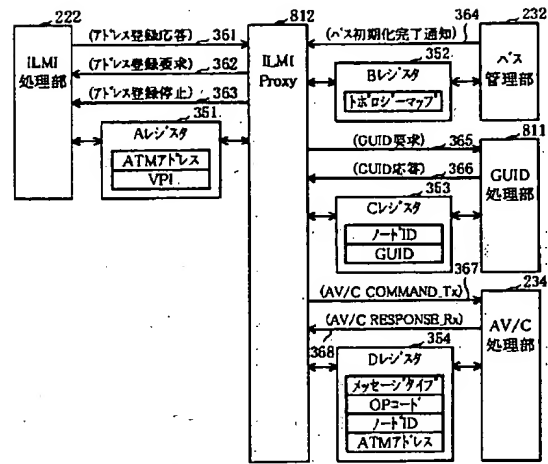 222
812
232
ILMI
処理部
ILMI
Proxy
バス
管理部
(アドレス登録応答) 361
(アドレス登録要求) 362
(アドレス登録停止) 363
351
Aレジスタ
ATMアドレス
VPI
364
(バス初期化完了通知)
352
Bレジスタ
トポロジーマップ
811
(GUID要求) 365
(GUID応答) 366
GUID
処理部
353
Cレジスタ
ノードID
GUID
367
234
(AV/C COMMAND_Tx)
(AV/C RESPONSE_Rx)
AV/C
処理部
368
354
Dレジスタ
メッセージタイプ
OPコード
ノードID
ATMアドレス